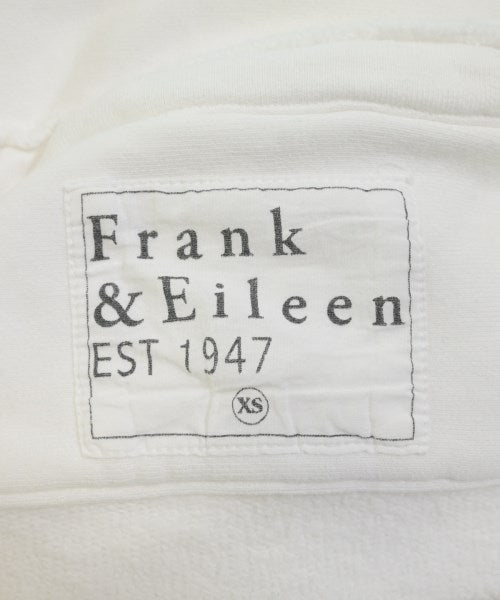 Frank
& Eileen
EST 1947
XS